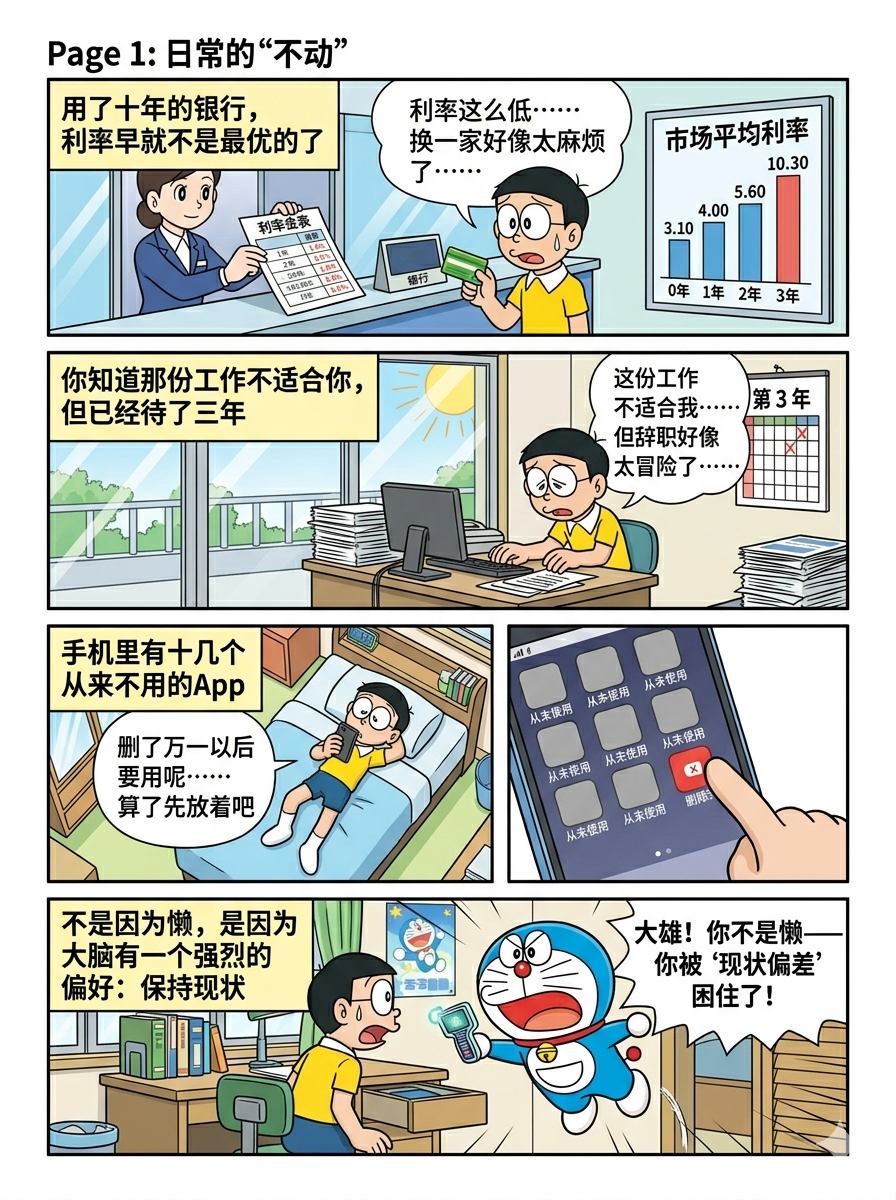 Page 1: 日常的“不动”
用了十年的银行，
利率早就不是最优的了
利率这么低……
换一家好像太麻烦
了……
市场平均利率
10.30
5.60
4.00
3.10
0年 1年 2年 3年
银行
你知道那份工作不适合你，
但已经待了三年
这份工作
不适合我……
但辞职好像
太冒险了……
第3年
手机里有十几个
从来不用的App
删了万一以后
要用呢……
算了先放着吧
从未使用 从未使用 从未使用
从未使用 从未使用 从未使用
从未使用 从未使用 删除
不是因为懒，是因为
大脑有一个强烈的
偏好：保持现状
大雄！你不是懒——
你被‘现状偏差’
困住了！